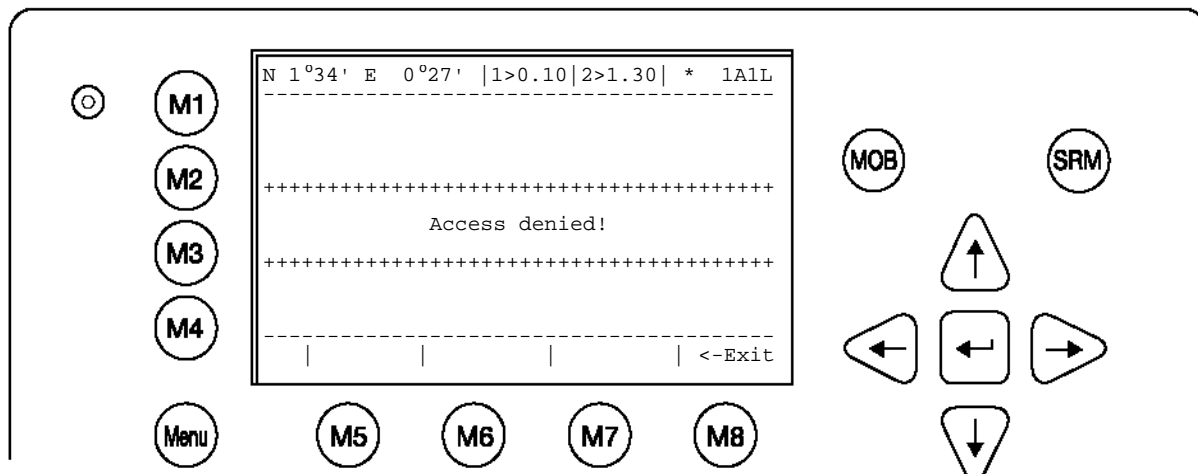 N 1°34' E 0°27' |1>0.10|2>1.30| * 1A1L
----------------------------------------
M1
MOB
SRM
M2
++++++++++++++++++++++++++++++++++++++++
Access denied!
M3
++++++++++++++++++++++++++++++++++++++++
M4
----------------------------------------
| | | | <-Exit
Menu
M5
M6
M7
M8